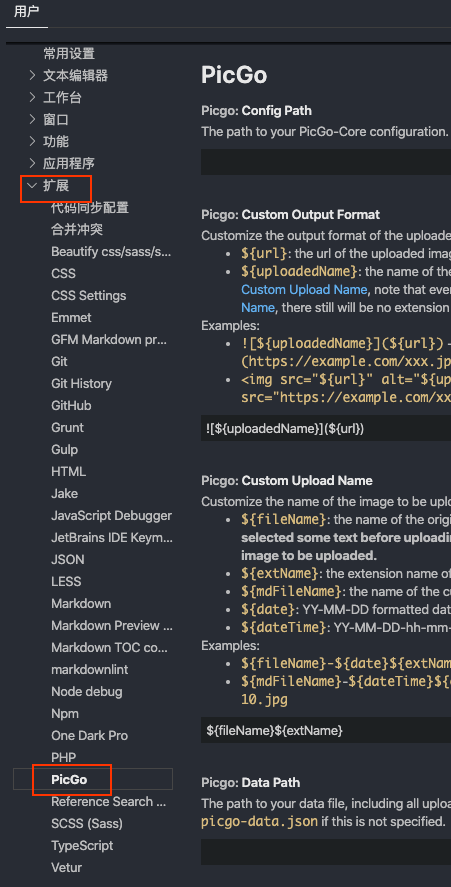 用户
常用设置
文本编辑器
工作台
窗口
功能
应用程序
扩展
代码同步配置
合并冲突
Beautify css/sass/s...
CSS
CSS Settings
Emmet
GFM Markdown pr...
Git
Git History
GitHub
Grunt
Gulp
HTML
Jake
JavaScript Debugger
JetBrains IDE Keym...
JSON
LESS
Markdown
Markdown Preview ...
Markdown TOC co...
markdownlint
Node debug
Npm
One Dark Pro
PHP
PicGo
Reference Search ...
SCSS (Sass)
TypeScript
Vetur
PicGo
Picgo: Config Path
The path to your PicGo-Core configuration.
Picgo: Custom Output Format
Customize the output format of the uploade
• ${url}: the url of the uploaded imag
• ${uploadedName}: the name of the
Custom Upload Name, note that ever
Name, there still will be no extension
Examples:
• ![${uploadedName}](${url}) -
(https://example.com/xxx.jp
• <img src="${url}" alt="${up
src="https://example.com/xx
![${uploadedName}](${url})
Picgo: Custom Upload Name
Customize the name of the image to be uplo
• ${fileName}: the name of the origi
selected some text before uploadin
image to be uploaded.
• ${extName}: the extension name of
• ${mdFileName}: the name of the cu
• ${date}: YY-MM-DD formatted dat
• ${dateTime}: YY-MM-DD-hh-mm-
Examples:
• ${fileName}-${date}${extNam
• ${mdFileName}-${dateTime}${e
10.jpg
${fileName}${extName}
Picgo: Data Path
The path to your data file, including all uploa
picgo-data.json if this is not specified.